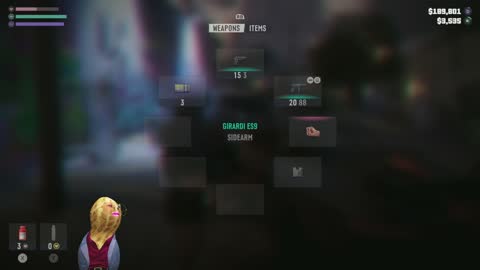 $189,801
$3,535
WEAPONS ITEMS
15 3
3
20 88
GIRARDI ES9
SIDEARM
3
0
Y X